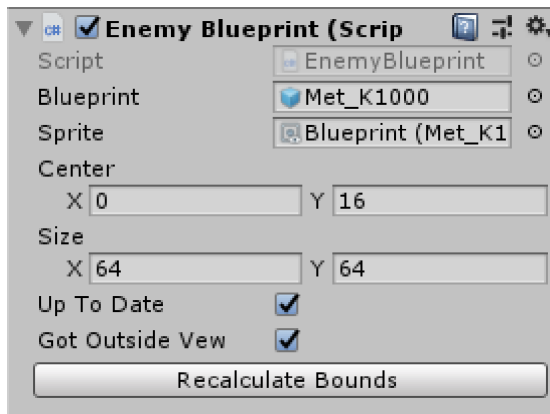 Enemy Blueprint (Scrip
Script EnemyBlueprint
Blueprint Met_K1000
Sprite Blueprint (Met_K1
Center
X 0 Y 16
Size
X 64 Y 64
Up To Date
Got Outside Vew
Recalculate Bounds